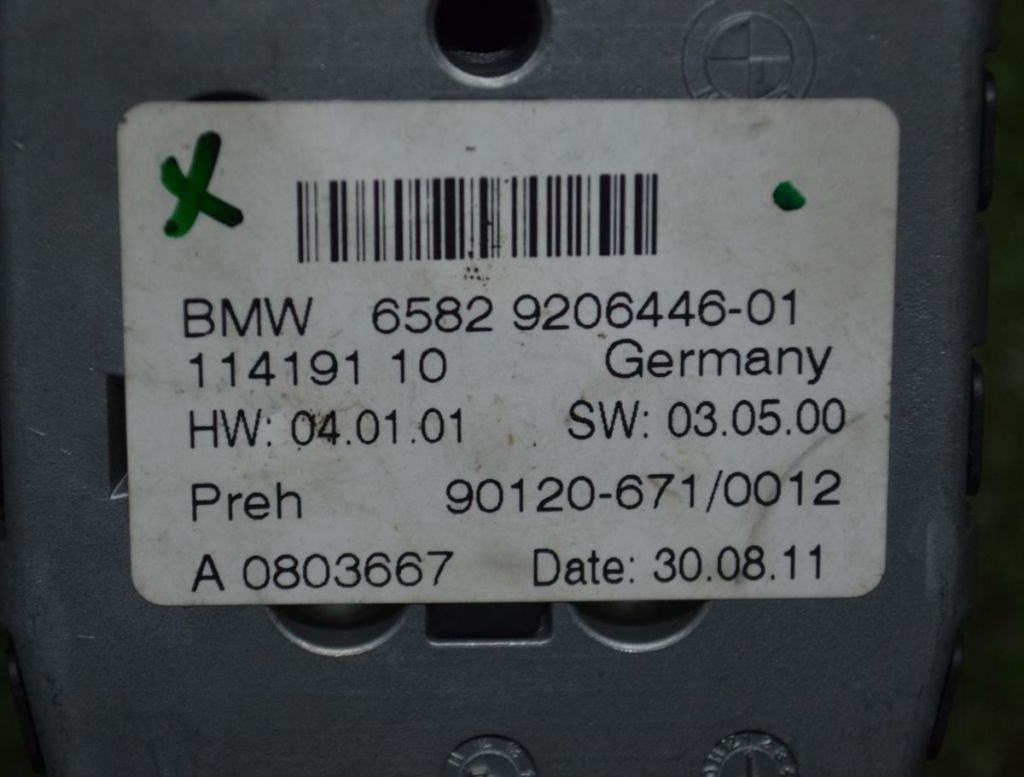 BMW 6582 9206446-01
114191 10 Germany
HW: 04.01.01 SW: 03.05.00
Preh 90120-671/0012
A 0803667 Date: 30.08.11